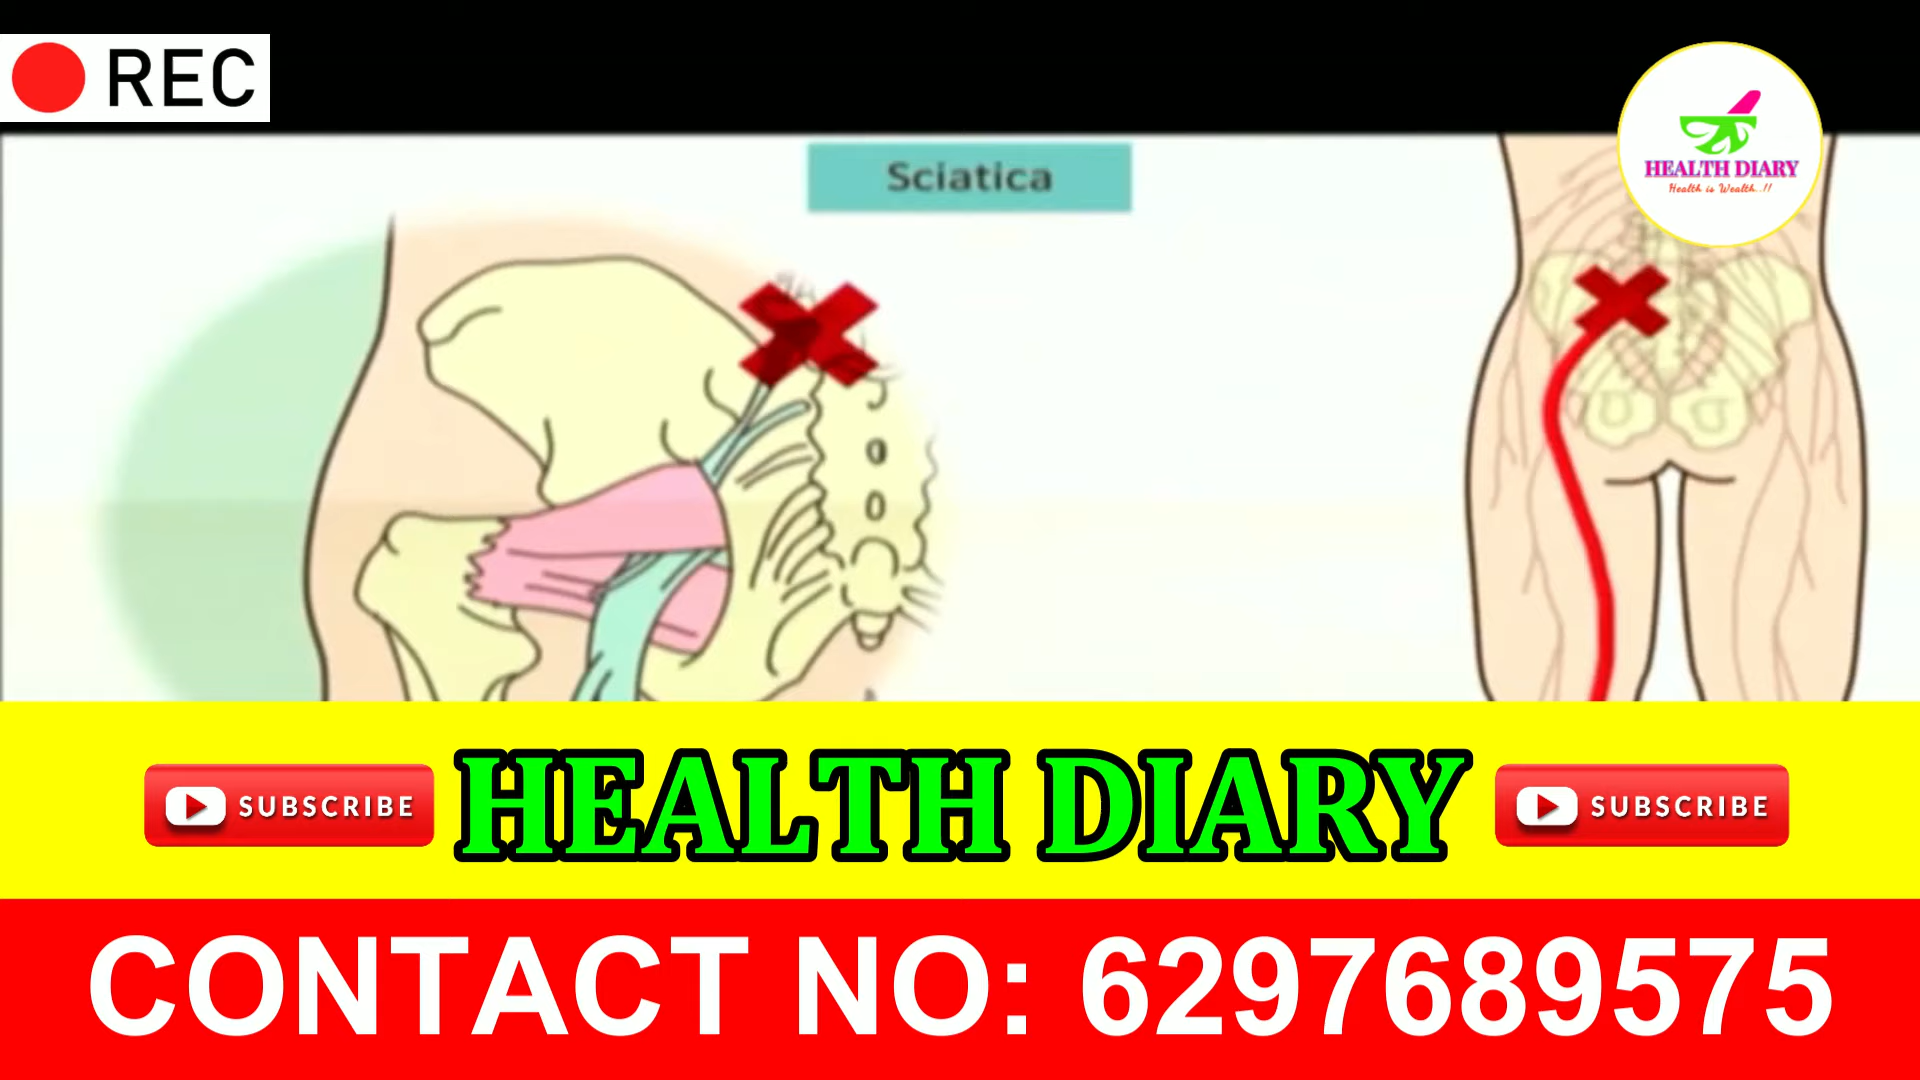 REC
Sciatica
HEALTH DIARY
Health is Wealth..!!
SUBSCRIBE
HEALTH DIARY
SUBSCRIBE
CONTACT NO: 6297689575